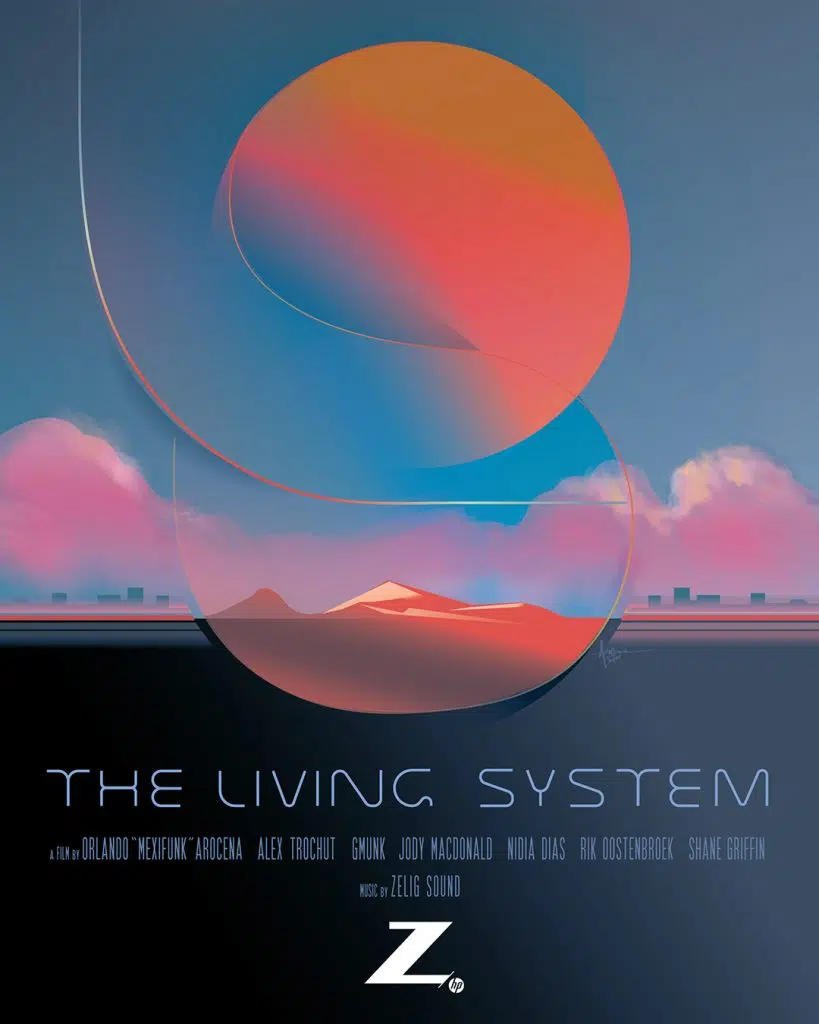 THE LIVING SYSTEM
A FILM BY ORLANDO "MEXIFUNK" AROCENA ALEX TROCHUT GMUNK JODY MACDONALD NIDIA DIAS RIK OOSTENBROEK SHANE GRIFFIN
MUSIC BY ZELIG SOUND
Z
hp